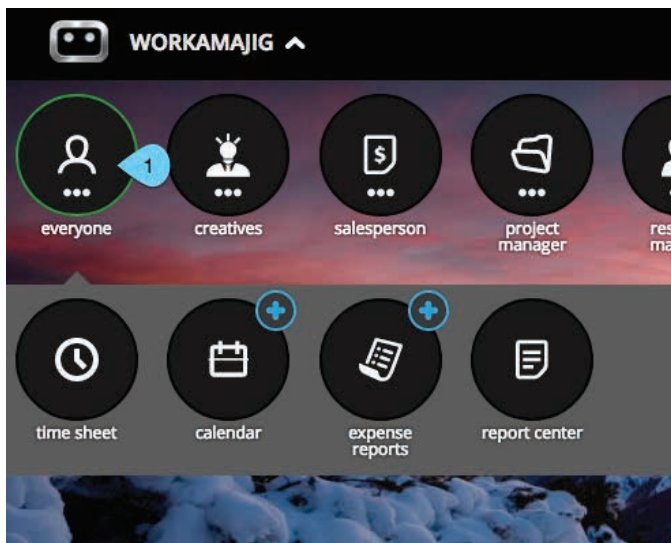 WORKAMAJIG
1
everyone
creatives
salesperson
$
project
manager
time sheet
calendar
expense
reports
report center